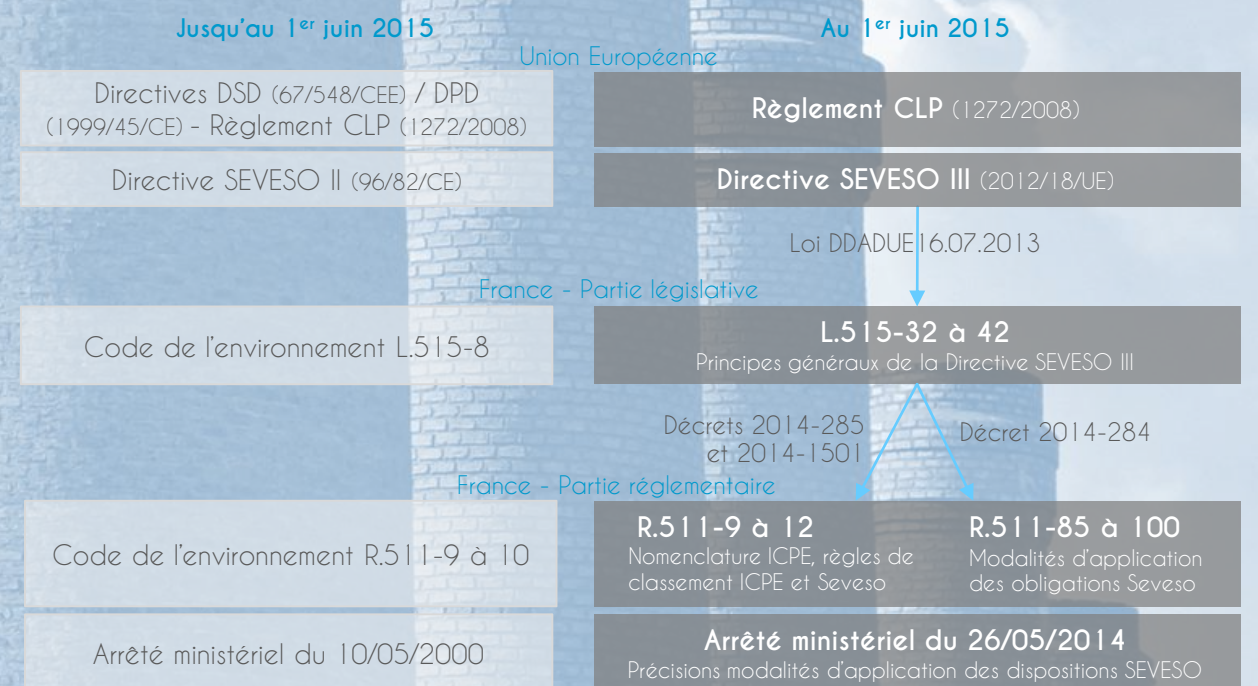 Jusqu'au 1er juin 2015
Au 1er juin 2015
Union Européenne
Directives DSD (67/548/CEE) / DPD
(1999/45/CE) - Règlement CLP (1272/2008)
Règlement CLP (1272/2008)
Directive SEVESO II (96/82/CE)
Directive SEVESO III (2012/18/UE)
Loi DDADUE 16.07.2013
France - Partie législative
Code de l'environnement L.515-8
L.515-32 à 42
Principes généraux de la Directive SEVESO III
Décrets 2014-285
et 2014-1501
Décret 2014-284
France - Partie réglementaire
Code de l'environnement R.511-9 à 10
R.511-9 à 12
Nomenclature ICPE, règles de
classement ICPE et Seveso
R.511-85 à 100
Modalités d'application
des obligations Seveso
Arrêté ministériel du 10/05/2000
Arrêté ministériel du 26/05/2014
Précisions modalités d'application des dispositions SEVESO